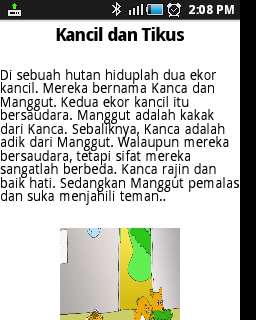 2:08 PM
Kancil dan Tikus
Di sebuah hutan hiduplah dua ekor
kancil. Mereka bernama Kanca dan
Manggut. Kedua ekor kancil itu
bersaudara. Manggut adalah kakak
dari Kanca. Sebaliknya, Kanca adalah
adik dari Manggut. Walaupun mereka
bersaudara, tetapi sifat mereka
sangatlah berbeda. Kanca rajin dan
baik hati. Sedangkan Manggut pemalas
dan suka menjahili teman..